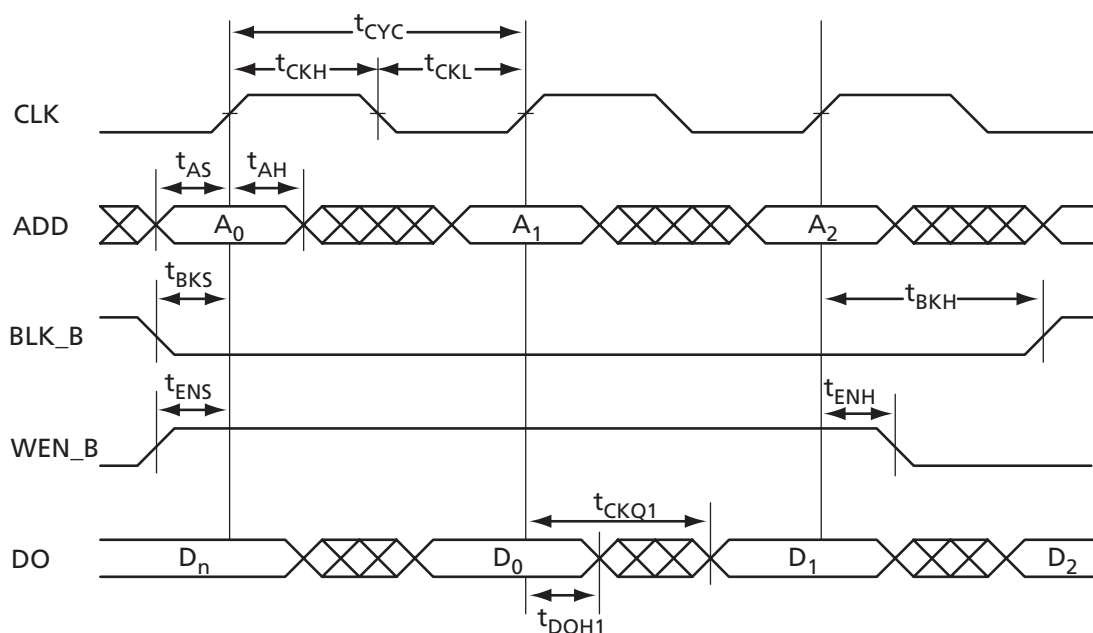 tCYC
tCKH tCKL
CLK
tAS tAH
ADD A0 A1 A2
tBKS tBKH
BLK_B
tENS tENH
WEN_B
tCKQ1
DO Dn D0 D1 D2
tDOH1